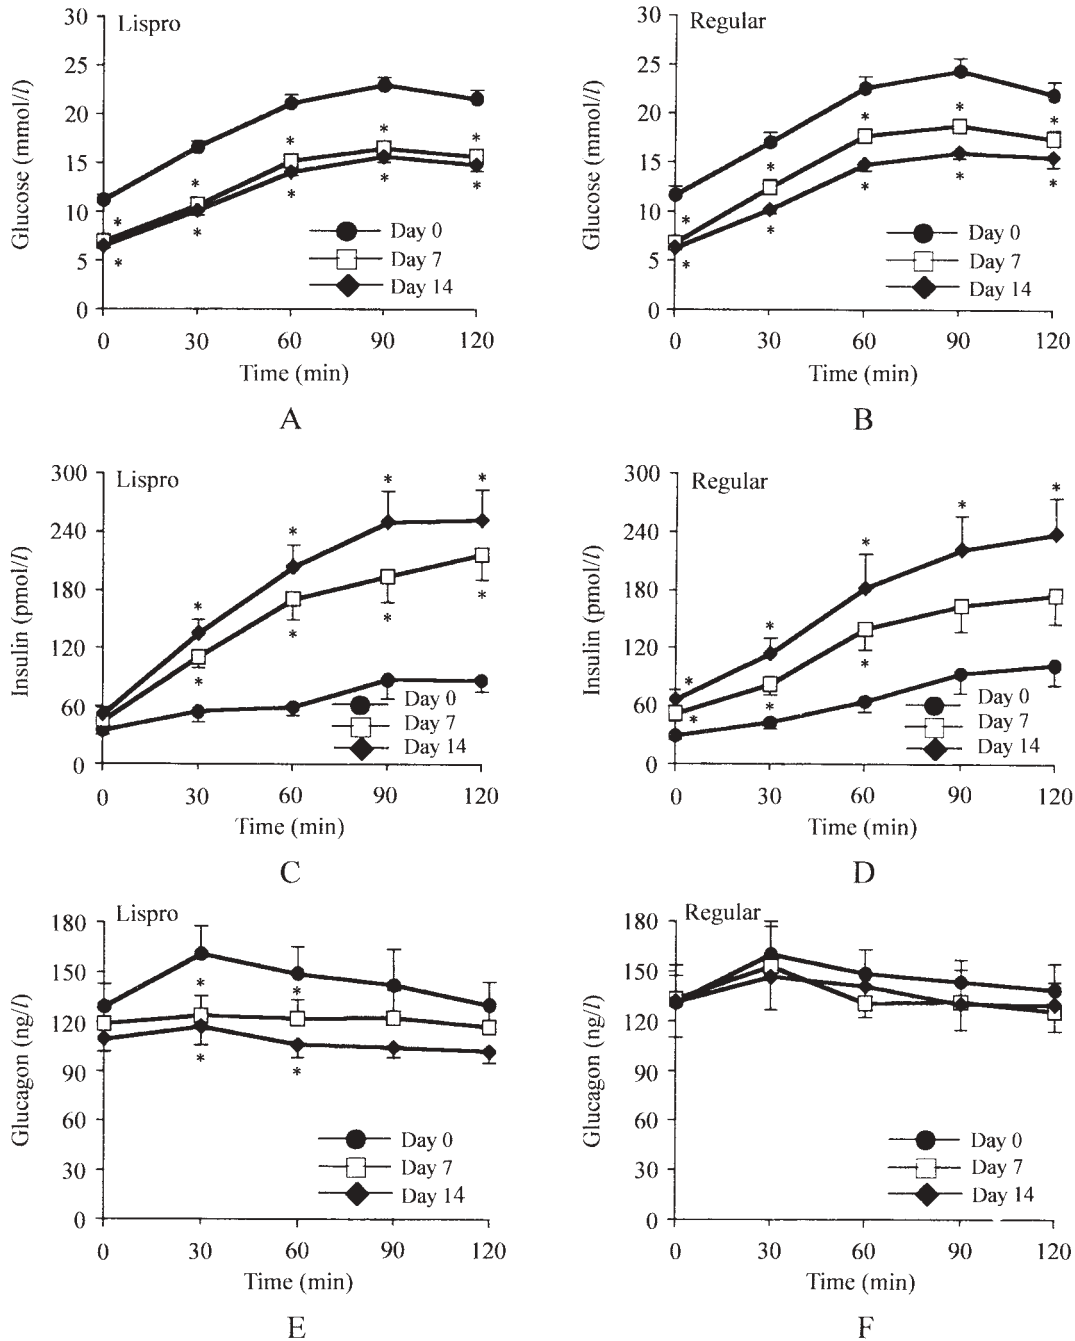 Lispro
Glucose (mmol/l)
30
25
20
15
10
5
0
* * * * *
* * * * *
Day 0
Day 7
Day 14
0 30 60 90 120
Time (min)
A
Regular
Glucose (mmol/l)
30
25
20
15
10
5
0
* * * * *
* * * * *
Day 0
Day 7
Day 14
0 30 60 90 120
Time (min)
B
Lispro
Insulin (pmol/l)
300
240
180
120
60
0
* * * *
* * * *
Day 0
Day 7
Day 14
0 30 60 90 120
Time (min)
C
Regular
Insulin (pmol/l)
300
240
180
120
60
0
* * * * *
* * *
Day 0
Day 7
Day 14
0 30 60 90 120
Time (min)
D
Lispro
Glucagon (ng/l)
180
150
120
90
60
30
0
* *
* *
Day 0
Day 7
Day 14
0 30 60 90 120
Time (min)
E
Regular
Glucagon (ng/l)
180
150
120
90
60
30
0
Day 0
Day 7
Day 14
0 30 60 90 120
Time (min)
F